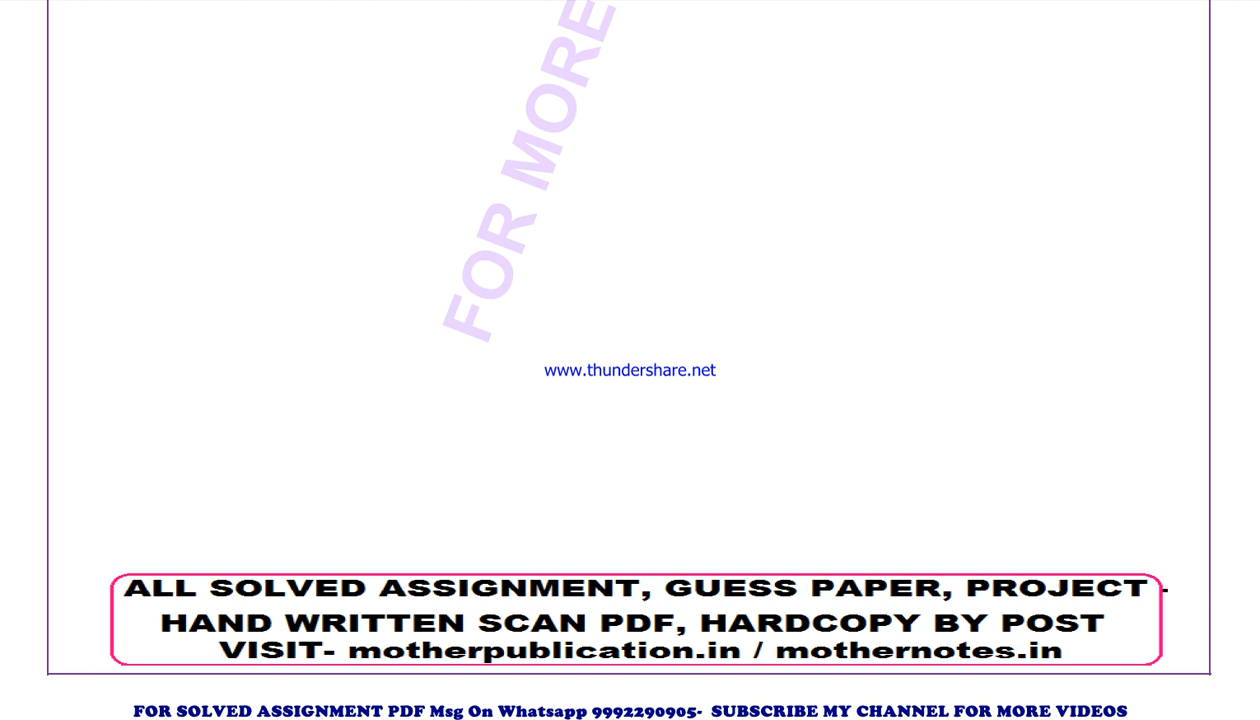 FOR MORE
www.thundershare.net
ALL SOLVED ASSIGNMENT, GUESS PAPER, PROJECT -
HAND WRITTEN SCAN PDF, HARDCOPY BY POST
VISIT- motherpublication.in / mothernotes.in
FOR SOLVED ASSIGNMENT PDF Msg On Whatsapp 9992290905- SUBSCRIBE MY CHANNEL FOR MORE VIDEOS